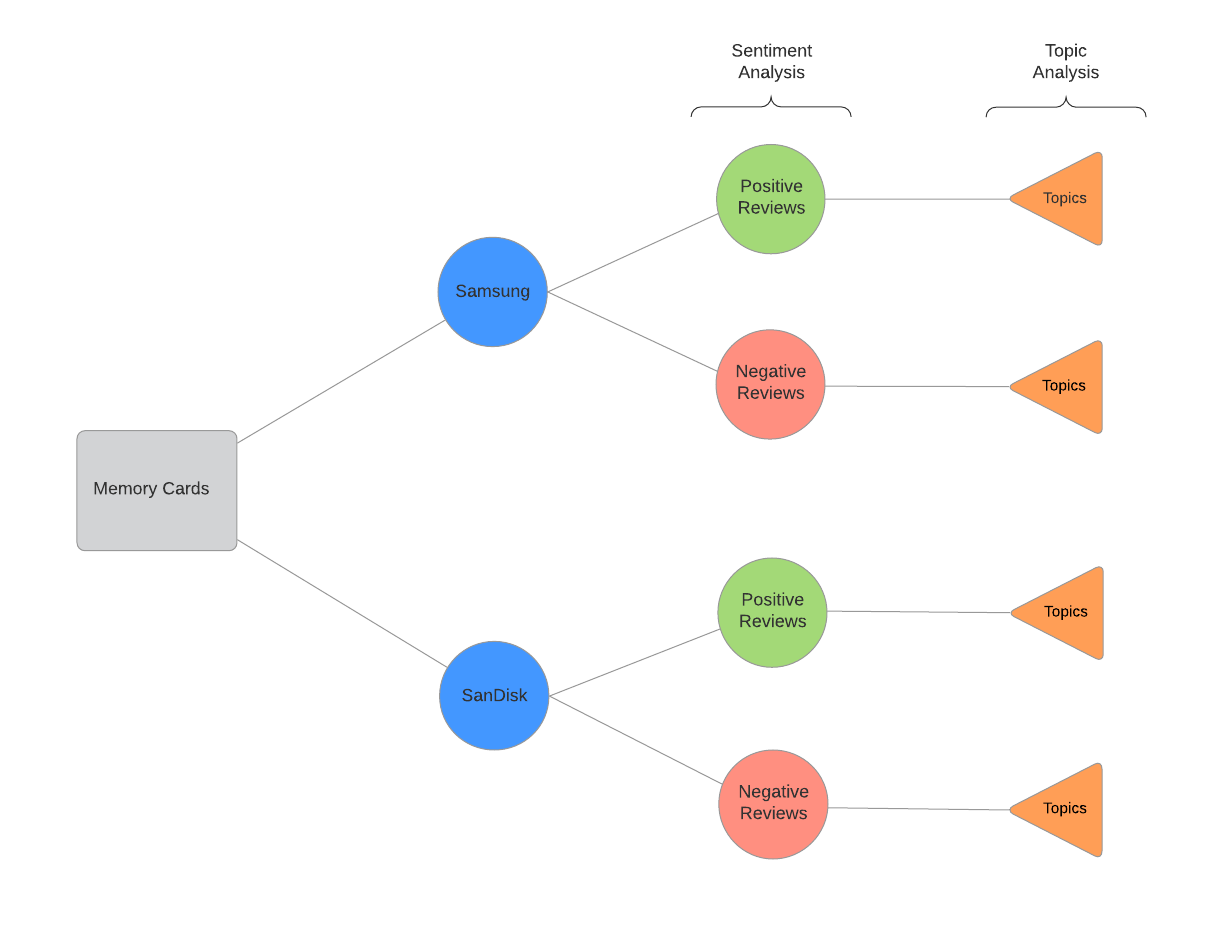 Sentiment
Analysis
Topic
Analysis
Positive
Reviews
Topics
Samsung
Negative
Reviews
Topics
Memory Cards
Positive
Reviews
Topics
SanDisk
Negative
Reviews
Topics